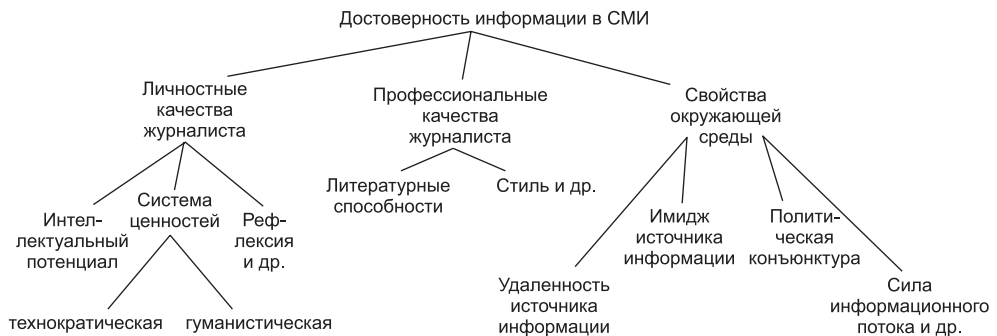 Достоверность информации в СМИ
Личностные
качества
журналиста
Профессиональные
качества
журналиста
Свойства
окружающей
среды
Интел-
лектуальный
потенциал
Система
ценностей
Реф-
лексия
и др.
Литературные
способности
Стиль и др.
Удаленность
источника
информации
Имидж
источника
информации
Полити-
ческая
конъюнктура
Сила
информационного
потока и др.
технократическая
гуманистическая